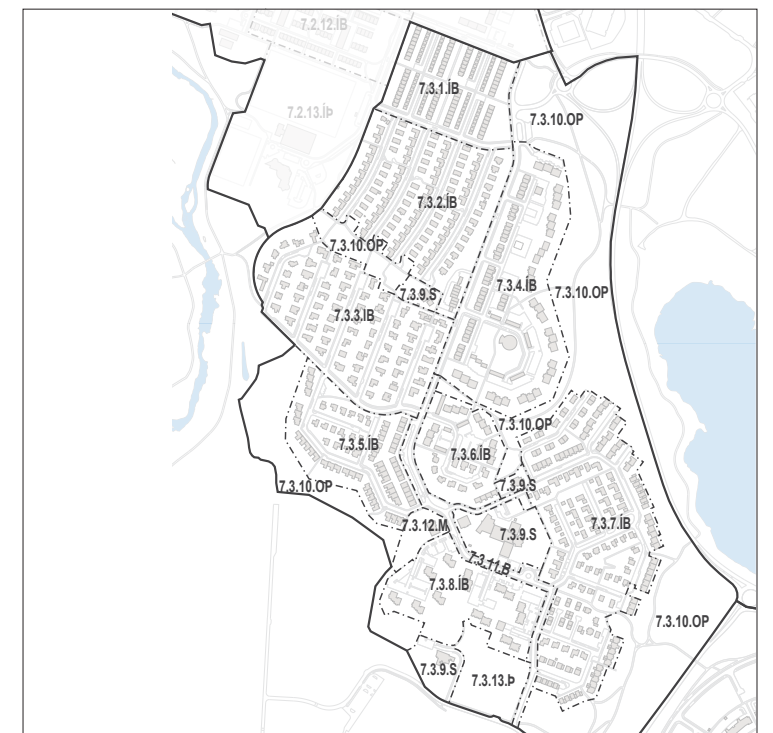 7.2.12.ÍB
7.3.1.ÍB
7.2.13.ÍÞ
7.3.10.OP
7.3.2.ÍB
7.3.10.OP
7.3.4.ÍB
7.3.9.S
7.3.10.OP
7.3.3.ÍB
7.3.10.OP
7.3.5.ÍB
7.3.6.ÍB
7.3.10.OP
7.3.9.S
7.3.12.M
7.3.9.S
7.3.7.ÍB
7.3.11.B
7.3.8.ÍB
7.3.10.OP
7.3.9.S
7.3.13.Þ